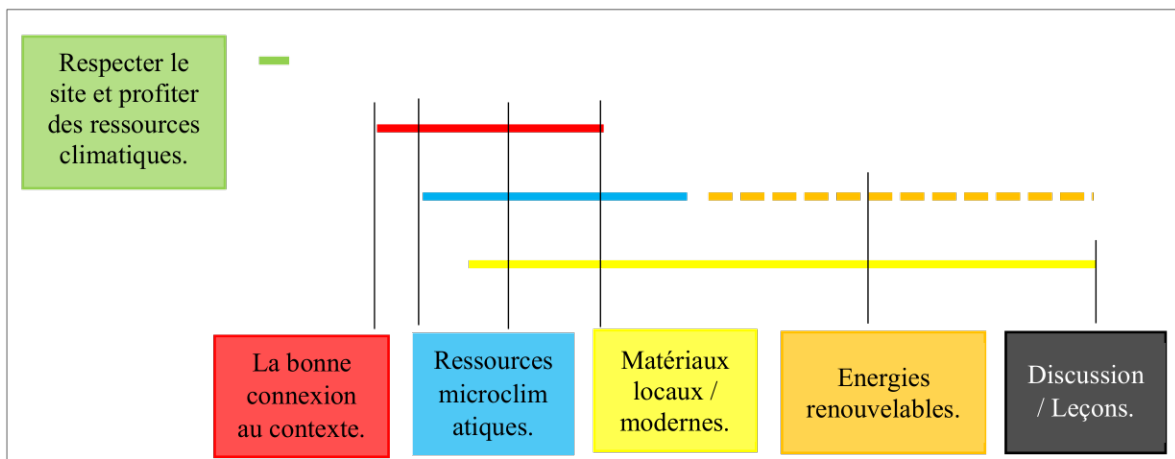 Respecter le
site et profiter
des ressources
climatiques.
La bonne
connexion
au contexte.
Ressources
microclim
atiques.
Matériaux
locaux /
modernes.
Energies
renouvelables.
Discussion
/ Leçons.